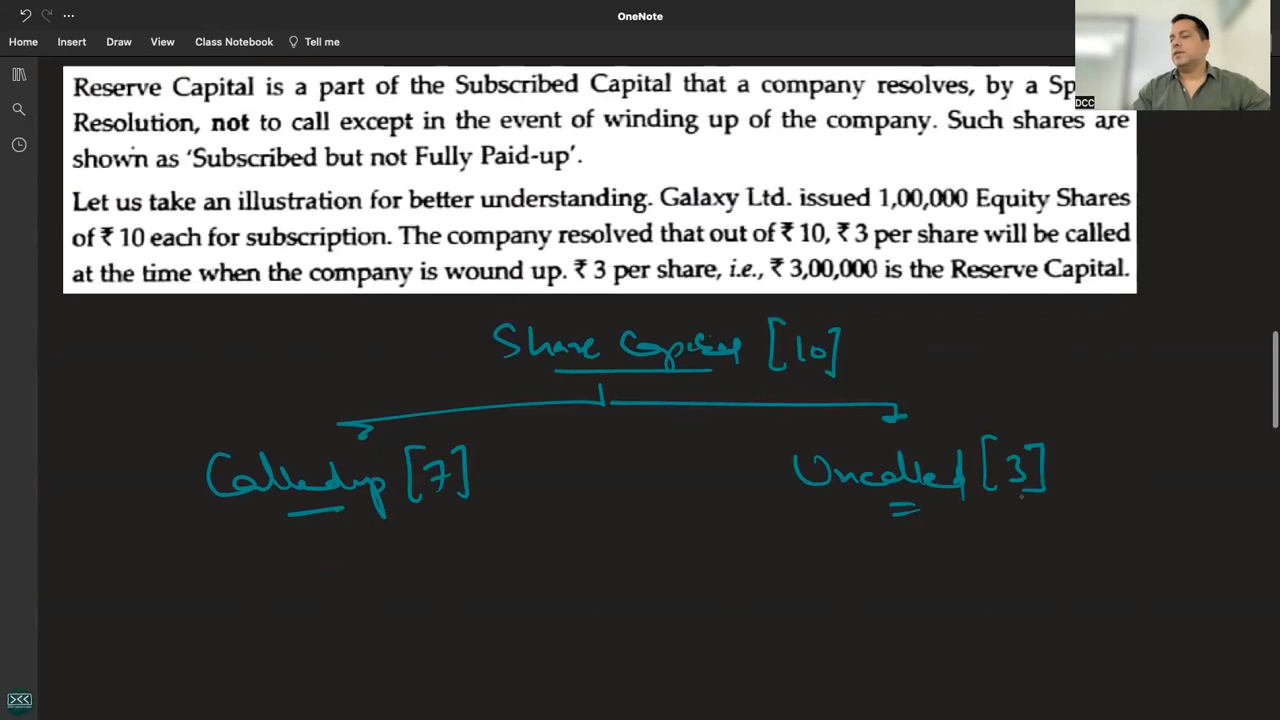 OneNote
Home Insert Draw View Class Notebook Tell me
DCC
Reserve Capital is a part of the Subscribed Capital that a company resolves, by a Sp
Resolution, not to call except in the event of winding up of the company. Such shares are
shown as ‘Subscribed but not Fully Paid-up’.
Let us take an illustration for better understanding. Galaxy Ltd. issued 1,00,000 Equity Shares
of ₹ 10 each for subscription. The company resolved that out of ₹ 10, ₹ 3 per share will be called
at the time when the company is wound up. ₹ 3 per share, i.e., ₹ 3,00,000 is the Reserve Capital.
Share Capital [10]
Calledup [7] Uncalled [3]
DCC